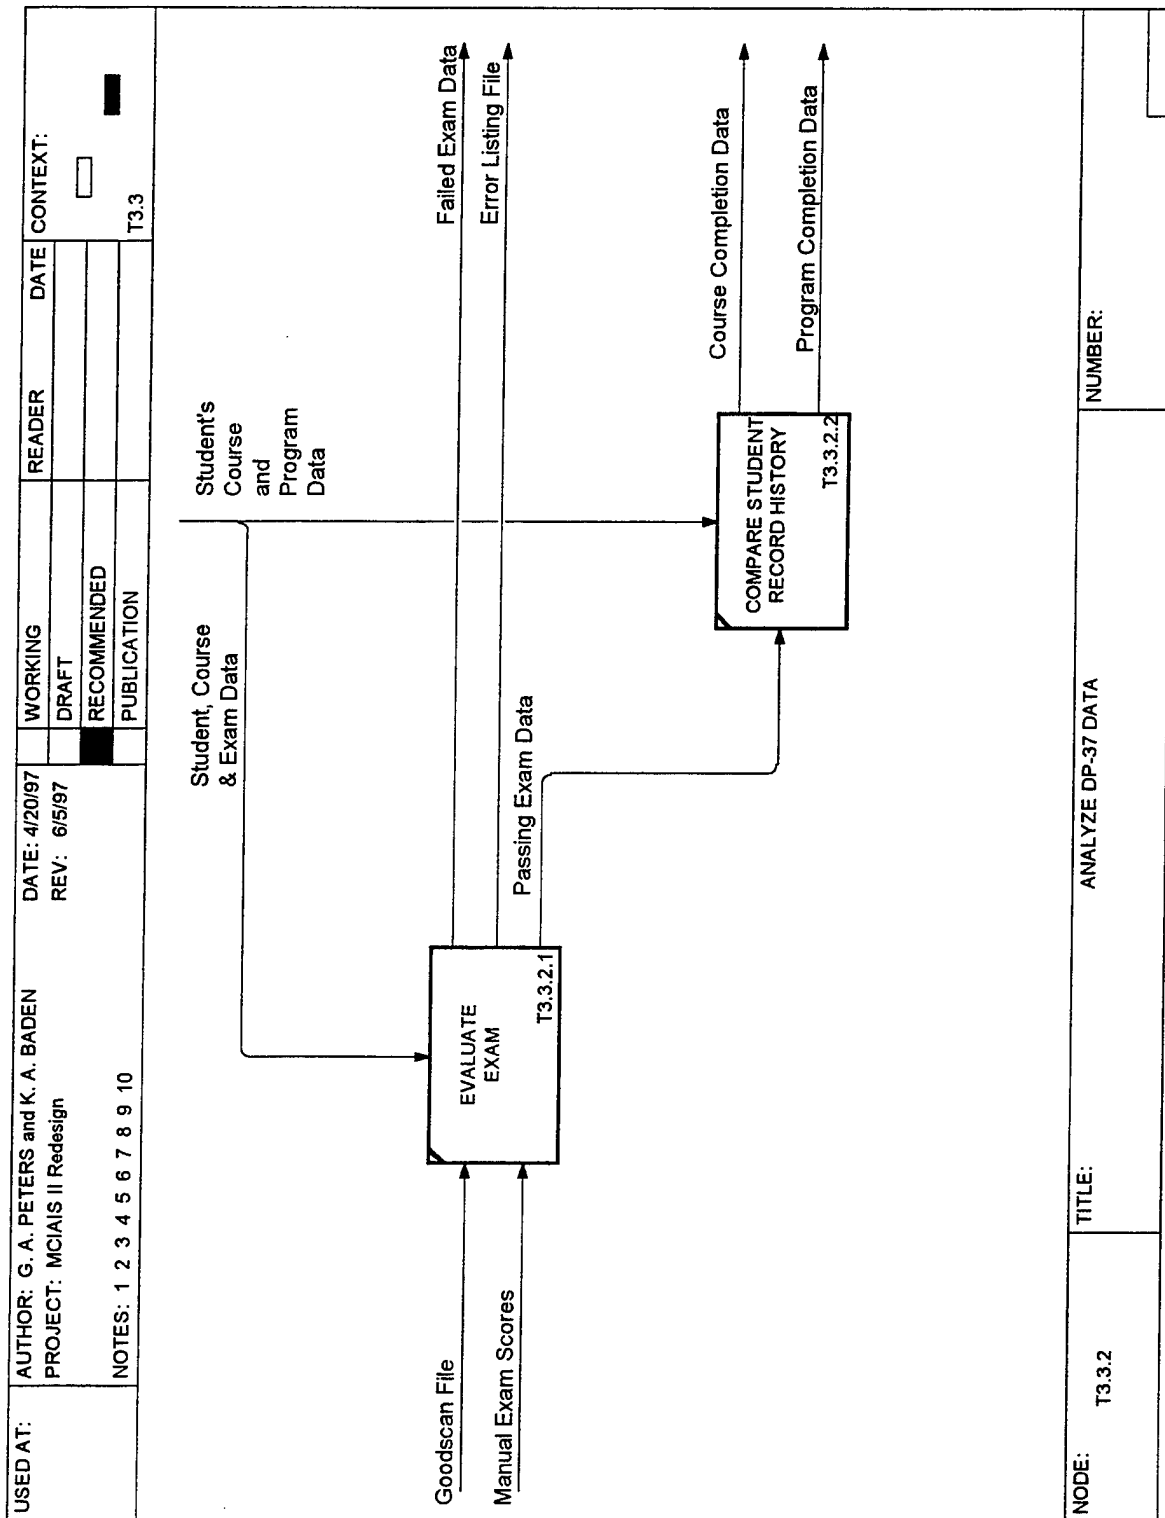 USED AT:
AUTHOR: G. A. PETERS and K. A. BADEN
PROJECT: MCIAIS II Redesign
NOTES: 1 2 3 4 5 6 7 8 9 10
DATE: 4/20/97
REV: 6/5/97
WORKING
DRAFT
RECOMMENDED
PUBLICATION
READER
DATE
CONTEXT:
T3.3
Student, Course
& Exam Data
Student's
Course
and
Program
Data
Goodscan File
Manual Exam Scores
EVALUATE
EXAM
T3.3.2.1
Failed Exam Data
Error Listing File
Passing Exam Data
COMPARE STUDENT
RECORD HISTORY
T3.3.2.2
Course Completion Data
Program Completion Data
NODE:
T3.3.2
TITLE:
ANALYZE DP-37 DATA
NUMBER: